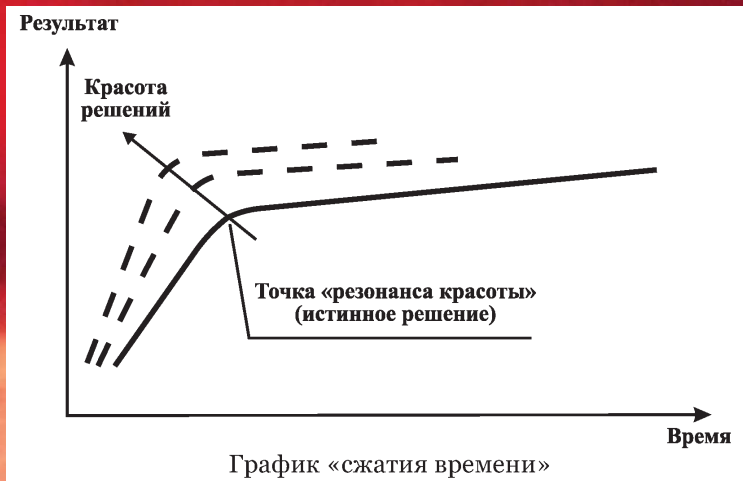 Результат
Красота
решений
Точка «резонанса красоты»
(истинное решение)
Время
График «сжатия времени»